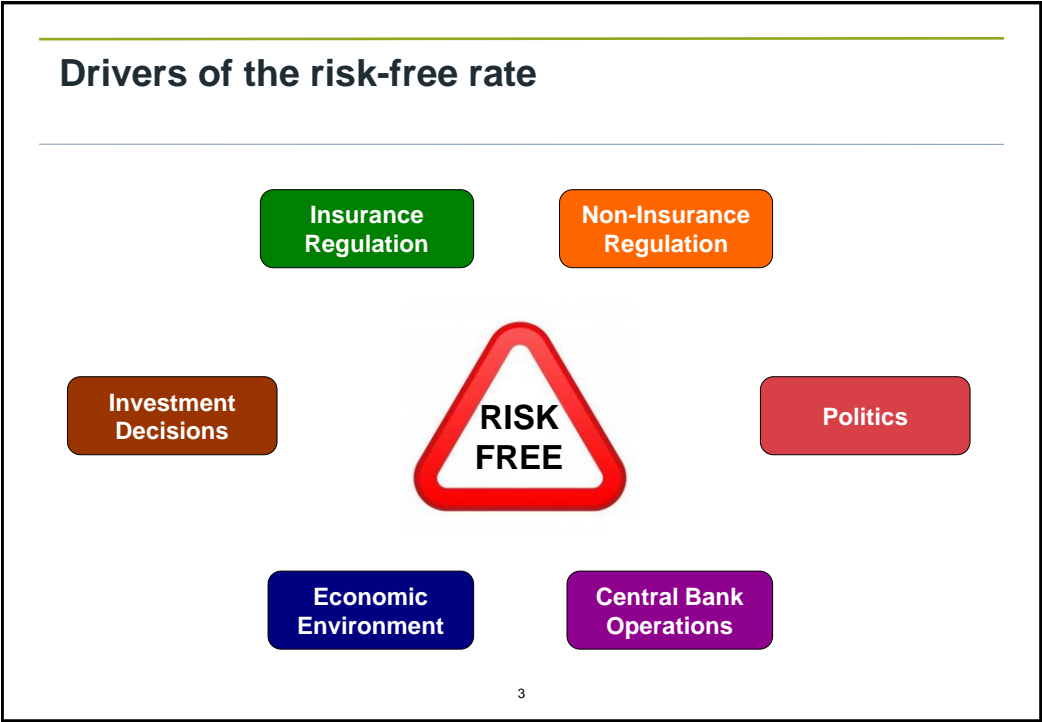 Drivers of the risk-free rate
Insurance
Regulation
Non-Insurance
Regulation
Investment
Decisions
RISK
FREE
Politics
Economic
Environment
Central Bank
Operations
3